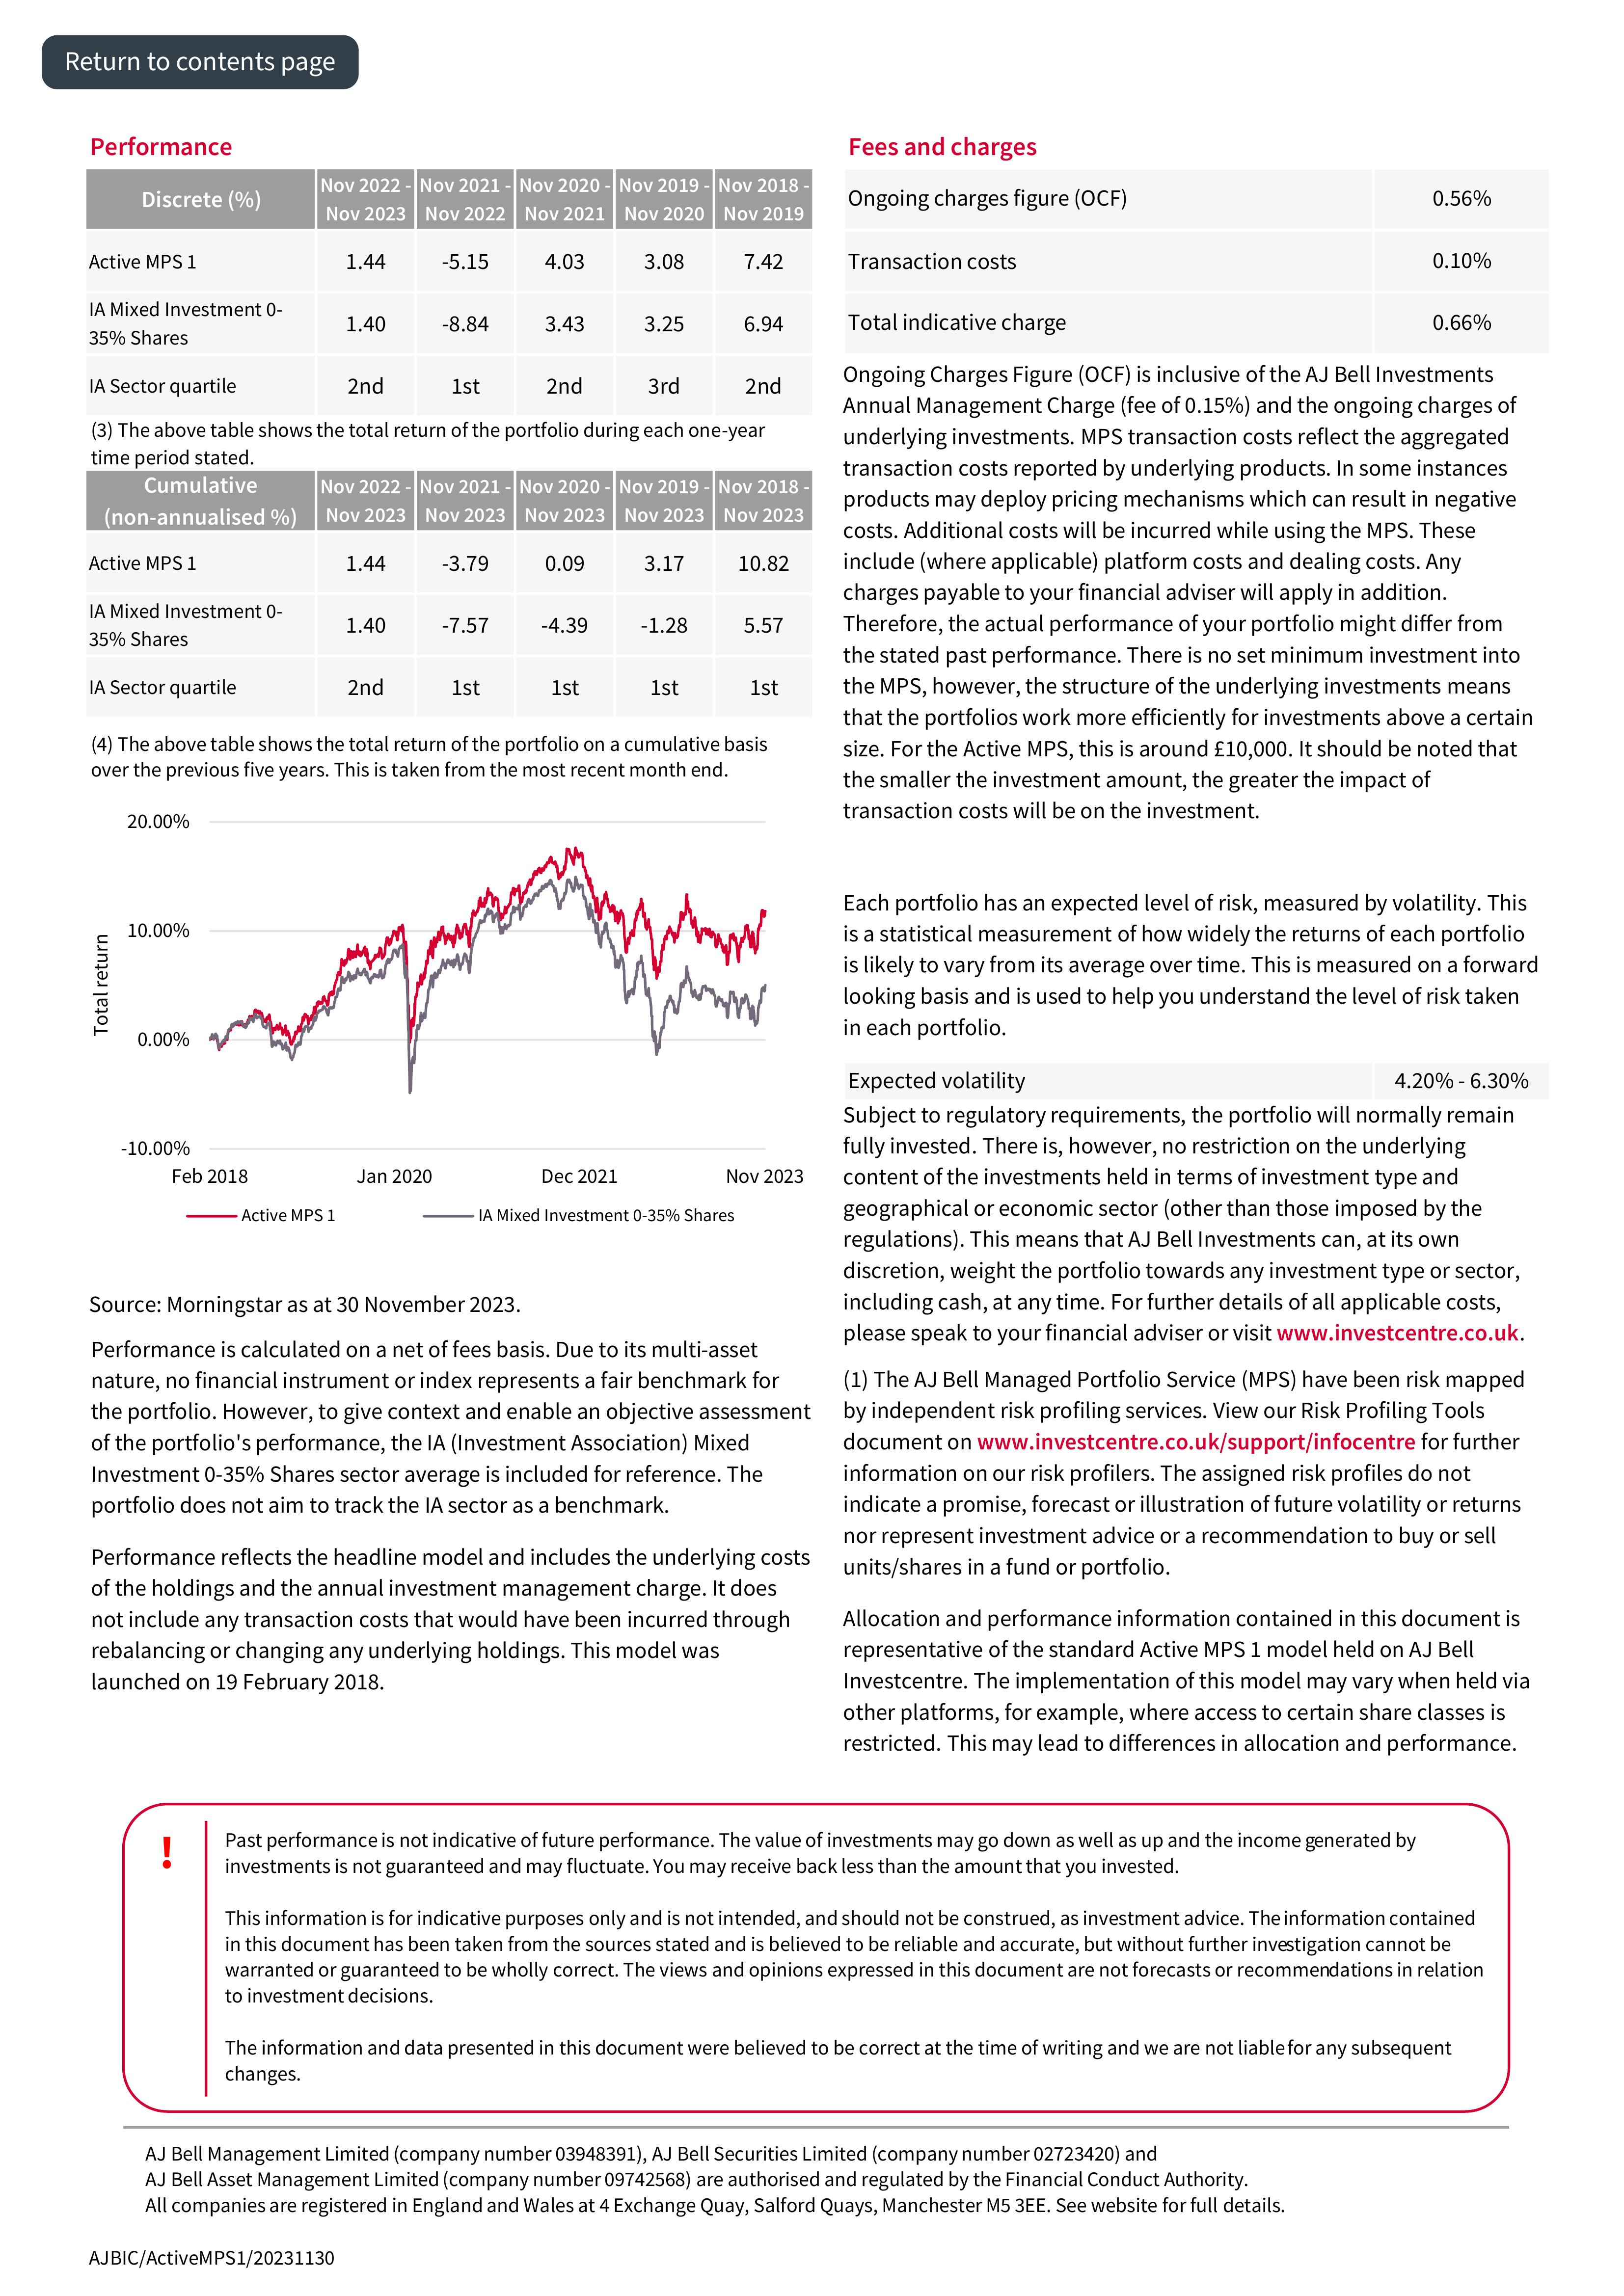 Return to contents page
Performance
Discrete (%)
Nov 2022 - Nov 2023
Nov 2021 - Nov 2022
Nov 2020 - Nov 2021
Nov 2019 - Nov 2020
Nov 2018 - Nov 2019
Active MPS 1 1.44 -5.15 4.03 3.08 7.42
IA Mixed Investment 0-
35% Shares 1.40 -8.84 3.43 3.25 6.94
IA Sector quartile 2nd 1st 2nd 3rd 2nd
(3) The above table shows the total return of the portfolio during each one-year
time period stated.
Cumulative
(non-annualised %)
Nov 2022 - Nov 2023
Nov 2021 - Nov 2023
Nov 2020 - Nov 2023
Nov 2019 - Nov 2023
Nov 2018 - Nov 2023
Active MPS 1 1.44 -3.79 0.09 3.17 10.82
IA Mixed Investment 0-
35% Shares 1.40 -7.57 -4.39 -1.28 5.57
IA Sector quartile 2nd 1st 1st 1st 1st
(4) The above table shows the total return of the portfolio on a cumulative basis
over the previous five years. This is taken from the most recent month end.
Total return
20.00%
10.00%
0.00%
-10.00%
Feb 2018 Jan 2020 Dec 2021 Nov 2023
Active MPS 1 IA Mixed Investment 0-35% Shares
Source: Morningstar as at 30 November 2023.
Performance is calculated on a net of fees basis. Due to its multi-asset
nature, no financial instrument or index represents a fair benchmark for
the portfolio. However, to give context and enable an objective assessment
of the portfolio's performance, the IA (Investment Association) Mixed
Investment 0-35% Shares sector average is included for reference. The
portfolio does not aim to track the IA sector as a benchmark.
Performance reflects the headline model and includes the underlying costs
of the holdings and the annual investment management charge. It does
not include any transaction costs that would have been incurred through
rebalancing or changing any underlying holdings. This model was
launched on 19 February 2018.
Fees and charges
Ongoing charges figure (OCF) 0.56%
Transaction costs 0.10%
Total indicative charge 0.66%
Ongoing Charges Figure (OCF) is inclusive of the AJ Bell Investments
Annual Management Charge (fee of 0.15%) and the ongoing charges of
underlying investments. MPS transaction costs reflect the aggregated
transaction costs reported by underlying products. In some instances
products may deploy pricing mechanisms which can result in negative
costs. Additional costs will be incurred while using the MPS. These
include (where applicable) platform costs and dealing costs. Any
charges payable to your financial adviser will apply in addition.
Therefore, the actual performance of your portfolio might differ from
the stated past performance. There is no set minimum investment into
the MPS, however, the structure of the underlying investments means
that the portfolios work more efficiently for investments above a certain
size. For the Active MPS, this is around £10,000. It should be noted that
the smaller the investment amount, the greater the impact of
transaction costs will be on the investment.
Each portfolio has an expected level of risk, measured by volatility. This
is a statistical measurement of how widely the returns of each portfolio
is likely to vary from its average over time. This is measured on a forward
looking basis and is used to help you understand the level of risk taken
in each portfolio.
Expected volatility 4.20% - 6.30%
Subject to regulatory requirements, the portfolio will normally remain
fully invested. There is, however, no restriction on the underlying
content of the investments held in terms of investment type and
geographical or economic sector (other than those imposed by the
regulations). This means that AJ Bell Investments can, at its own
discretion, weight the portfolio towards any investment type or sector,
including cash, at any time. For further details of all applicable costs,
please speak to your financial adviser or visit www.investcentre.co.uk.
(1) The AJ Bell Managed Portfolio Service (MPS) have been risk mapped
by independent risk profiling services. View our Risk Profiling Tools
document on www.investcentre.co.uk/support/infocentre for further
information on our risk profilers. The assigned risk profiles do not
indicate a promise, forecast or illustration of future volatility or returns
nor represent investment advice or a recommendation to buy or sell
units/shares in a fund or portfolio.
Allocation and performance information contained in this document is
representative of the standard Active MPS 1 model held on AJ Bell
Investcentre. The implementation of this model may vary when held via
other platforms, for example, where access to certain share classes is
restricted. This may lead to differences in allocation and performance.
!
Past performance is not indicative of future performance. The value of investments may go down as well as up and the income generated by
investments is not guaranteed and may fluctuate. You may receive back less than the amount that you invested.
This information is for indicative purposes only and is not intended, and should not be construed, as investment advice. The information contained
in this document has been taken from the sources stated and is believed to be reliable and accurate, but without further investigation cannot be
warranted or guaranteed to be wholly correct. The views and opinions expressed in this document are not forecasts or recommendations in relation
to investment decisions.
The information and data presented in this document were believed to be correct at the time of writing and we are not liable for any subsequent
changes.
AJ Bell Management Limited (company number 03948391), AJ Bell Securities Limited (company number 02723420) and
AJ Bell Asset Management Limited (company number 09742568) are authorised and regulated by the Financial Conduct Authority.
All companies are registered in England and Wales at 4 Exchange Quay, Salford Quays, Manchester M5 3EE. See website for full details.
AJBIC/ActiveMPS1/20231130